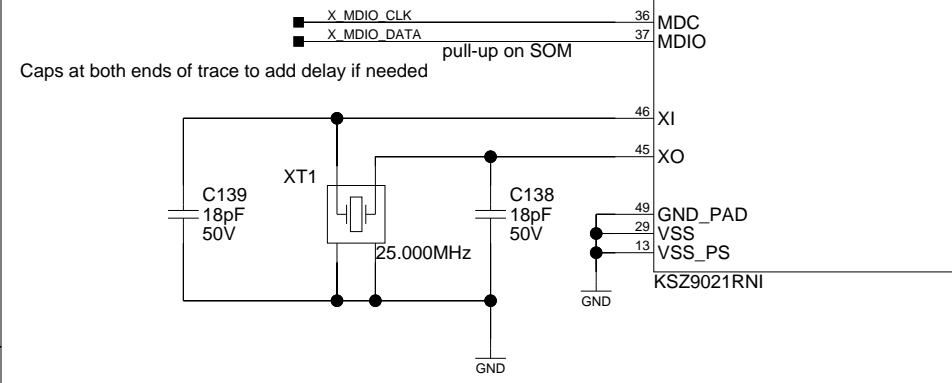 X_MDIO_CLK
36
MDC
X_MDIO_DATA
37
MDIO
pull-up on SOM
Caps at both ends of trace to add delay if needed
46
XI
45
XO
XT1
C139
18pF
50V
C138
18pF
50V
25.000MHz
49
GND_PAD
29
VSS
13
VSS_PS
KSZ9021RNI
GND
GND